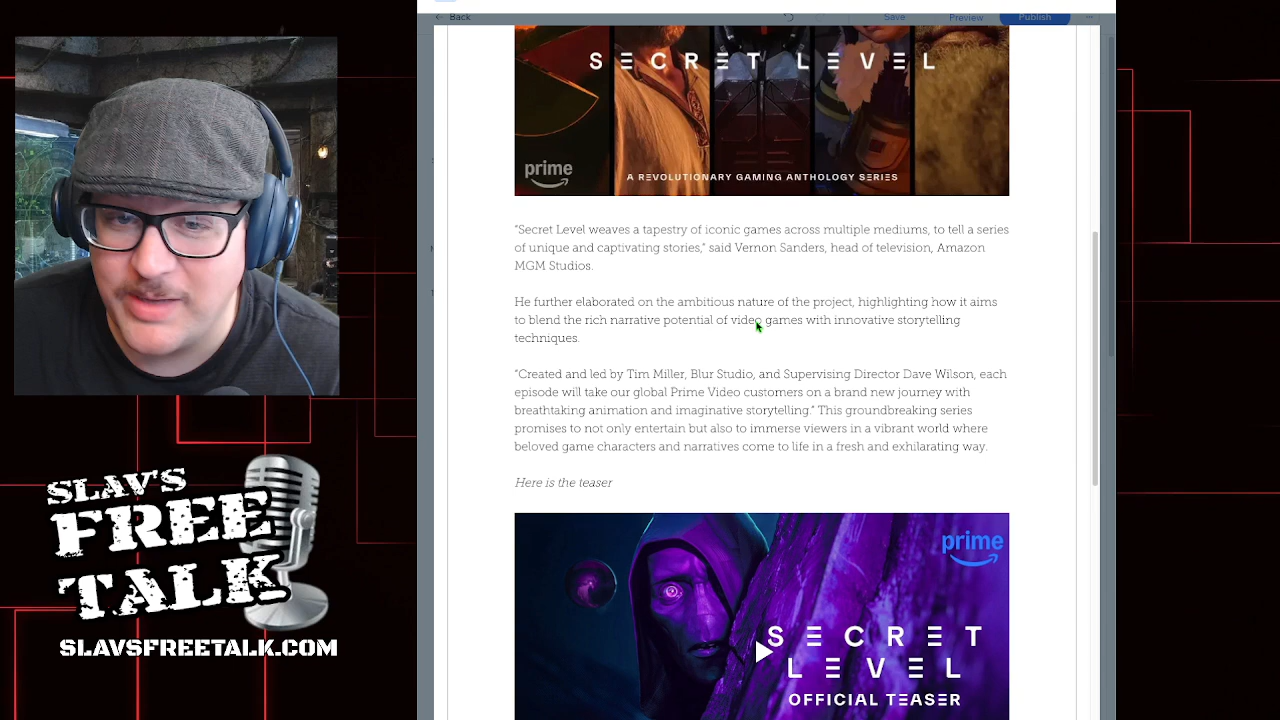 Back
Save
Preview
Publish
SECRET LEVEL
prime
A REVOLUTIONARY GAMING ANTHOLOGY SERIES
"Secret Level weaves a tapestry of iconic games across multiple mediums, to tell a series
of unique and captivating stories," said Vernon Sanders, head of television, Amazon
MGM Studios.
He further elaborated on the ambitious nature of the project, highlighting how it aims
to blend the rich narrative potential of video games with innovative storytelling
techniques.
"Created and led by Tim Miller, Blur Studio, and Supervising Director Dave Wilson, each
episode will take our global Prime Video customers on a brand new journey with
breathtaking animation and imaginative storytelling." This groundbreaking series
promises to not only entertain but also to immerse viewers in a vibrant world where
beloved game characters and narratives come to life in a fresh and exhilarating way.
Here is the teaser
prime
SECRET
LEVEL
OFFICIAL TEASER
SLAV'S
FREE
TALK
SLAVSFREETALK.COM